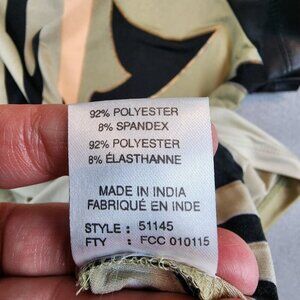 92% POLYESTER
8% SPANDEX
92% POLYESTER
8% ÉLASTHANNE
MADE IN INDIA
FABRIQUÉ EN INDE
STYLE : 51145
FTY : FCC 010115